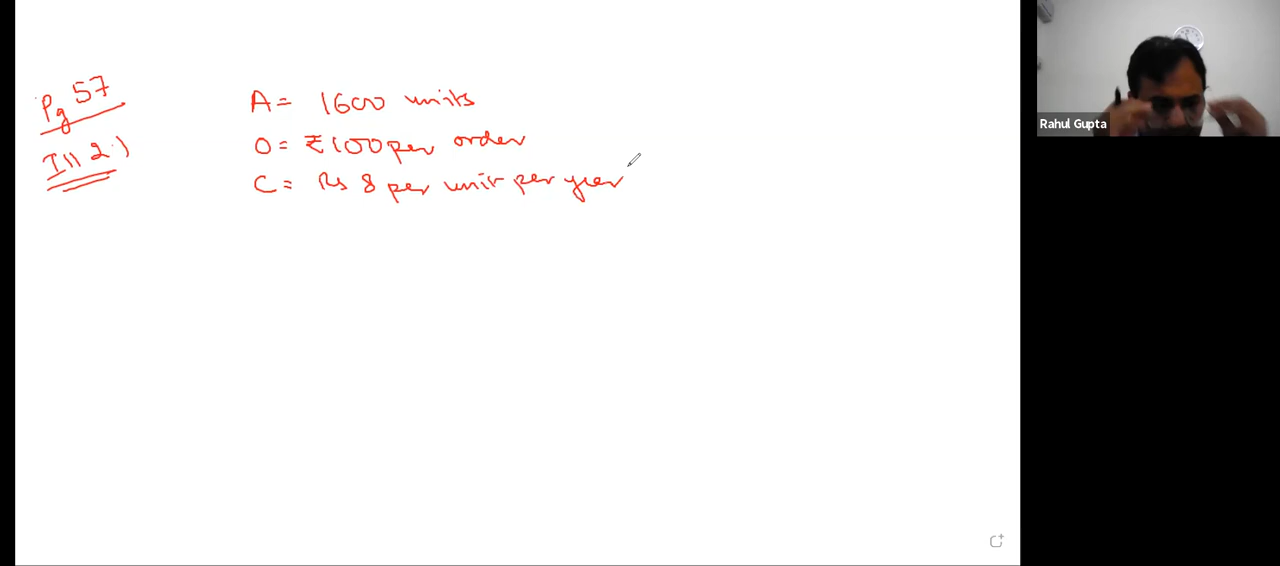 Pg 57
Ill 2.)
A = 1600 units
O = ₹100 per order
C = Rs 8 per unit per year
Rahul Gupta